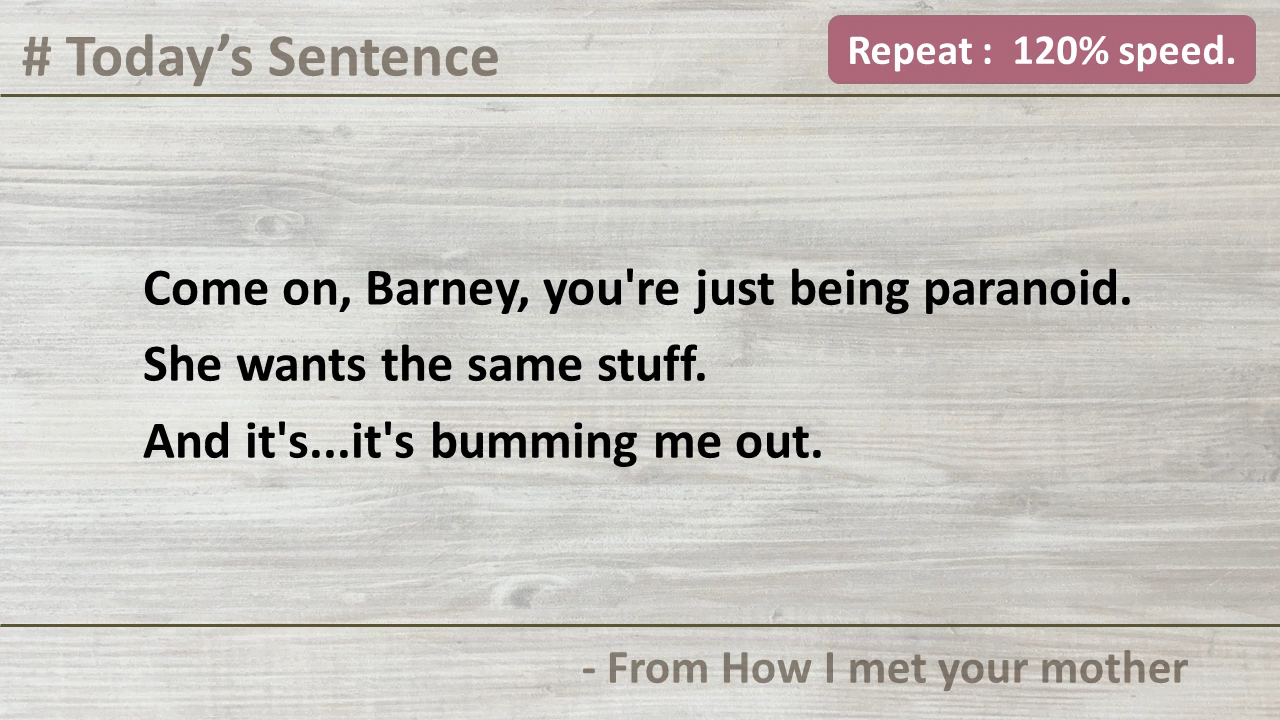 # Today’s Sentence
Repeat :  120% speed.
Come on, Barney, you're just being paranoid.
She wants the same stuff.
And it's...it's bumming me out.
- From How I met your mother